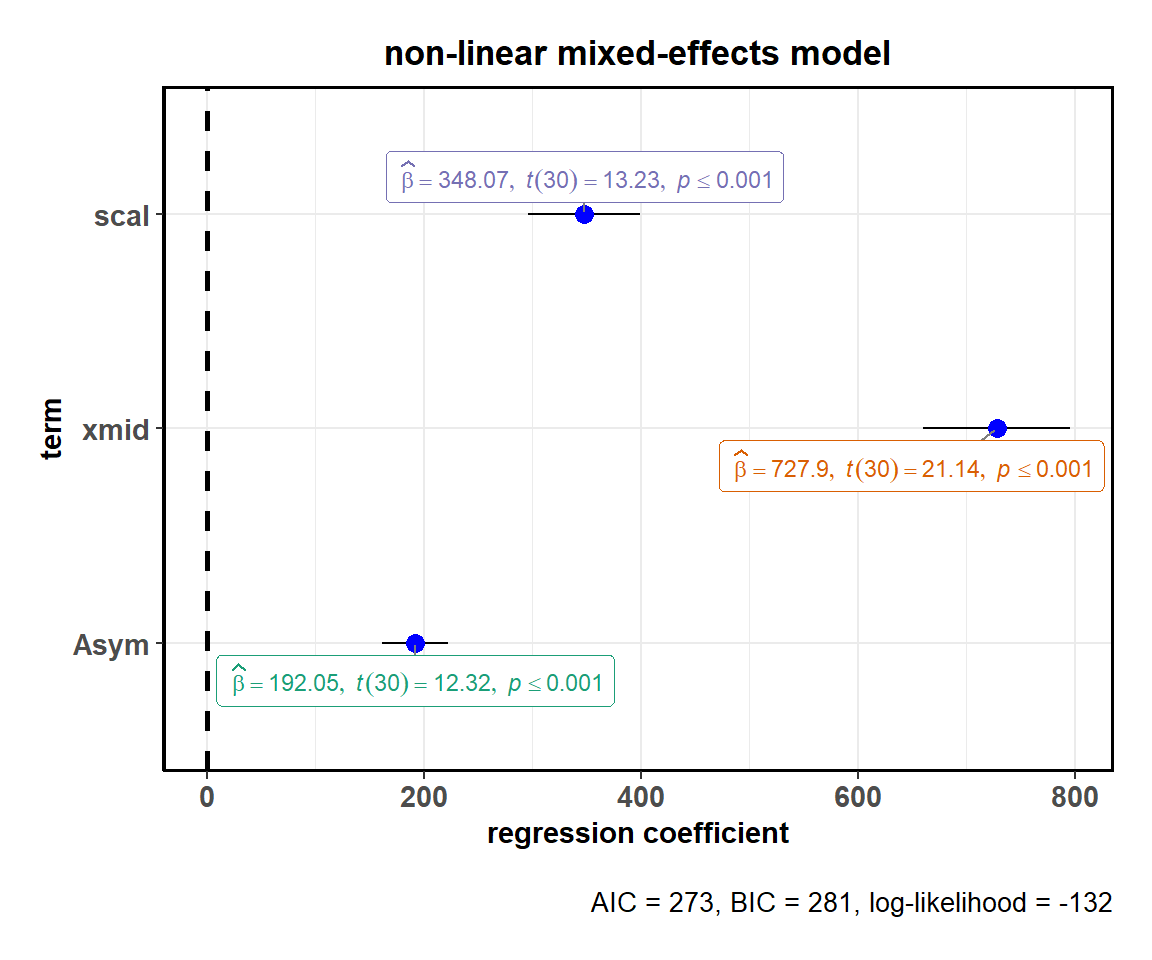 non-linear mixed-effects model
β̂ = 348.07, t(30) = 13.23, p ≤ 0.001
scal
term
xmid
β̂ = 727.9, t(30) = 21.14, p ≤ 0.001
Asym
β̂ = 192.05, t(30) = 12.32, p ≤ 0.001
0 200 400 600 800
regression coefficient
AIC = 273, BIC = 281, log-likelihood = -132